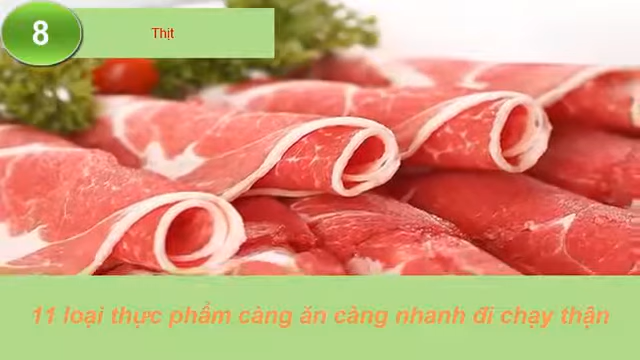 8
Thịt
11 loại thực phẩm càng ăn càng nhanh đi chạy thận